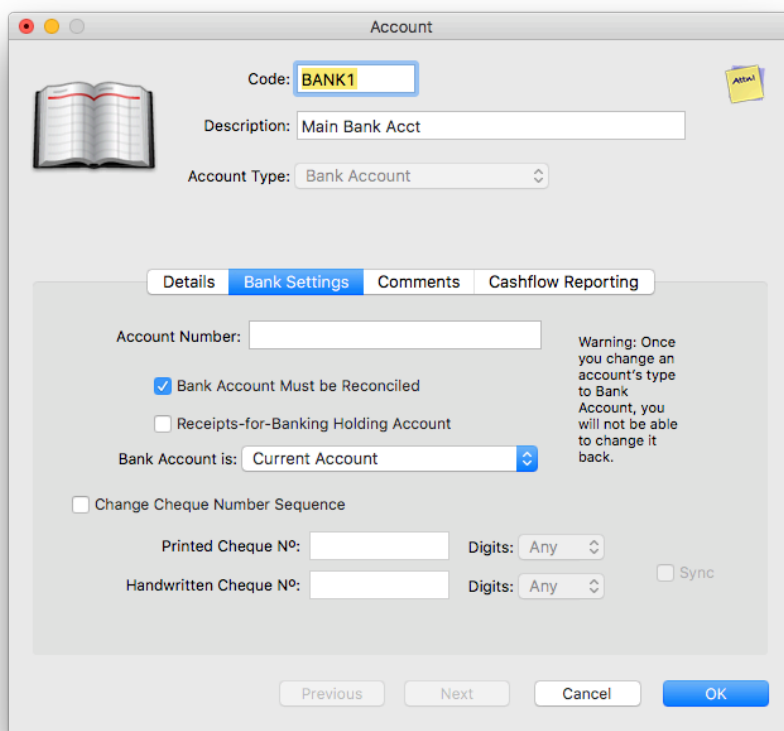 Account
Code: BANK1
Attn!
Description: Main Bank Acct
Account Type: Bank Account
Details Bank Settings Comments Cashflow Reporting
Account Number:
Warning: Once
you change an
account's type
to Bank
Account, you
will not be able
to change it
back.
Bank Account Must be Reconciled
Receipts-for-Banking Holding Account
Bank Account is: Current Account
Change Cheque Number Sequence
Printed Cheque Nº: Digits: Any
Handwritten Cheque Nº: Digits: Any
Sync
Previous Next Cancel OK